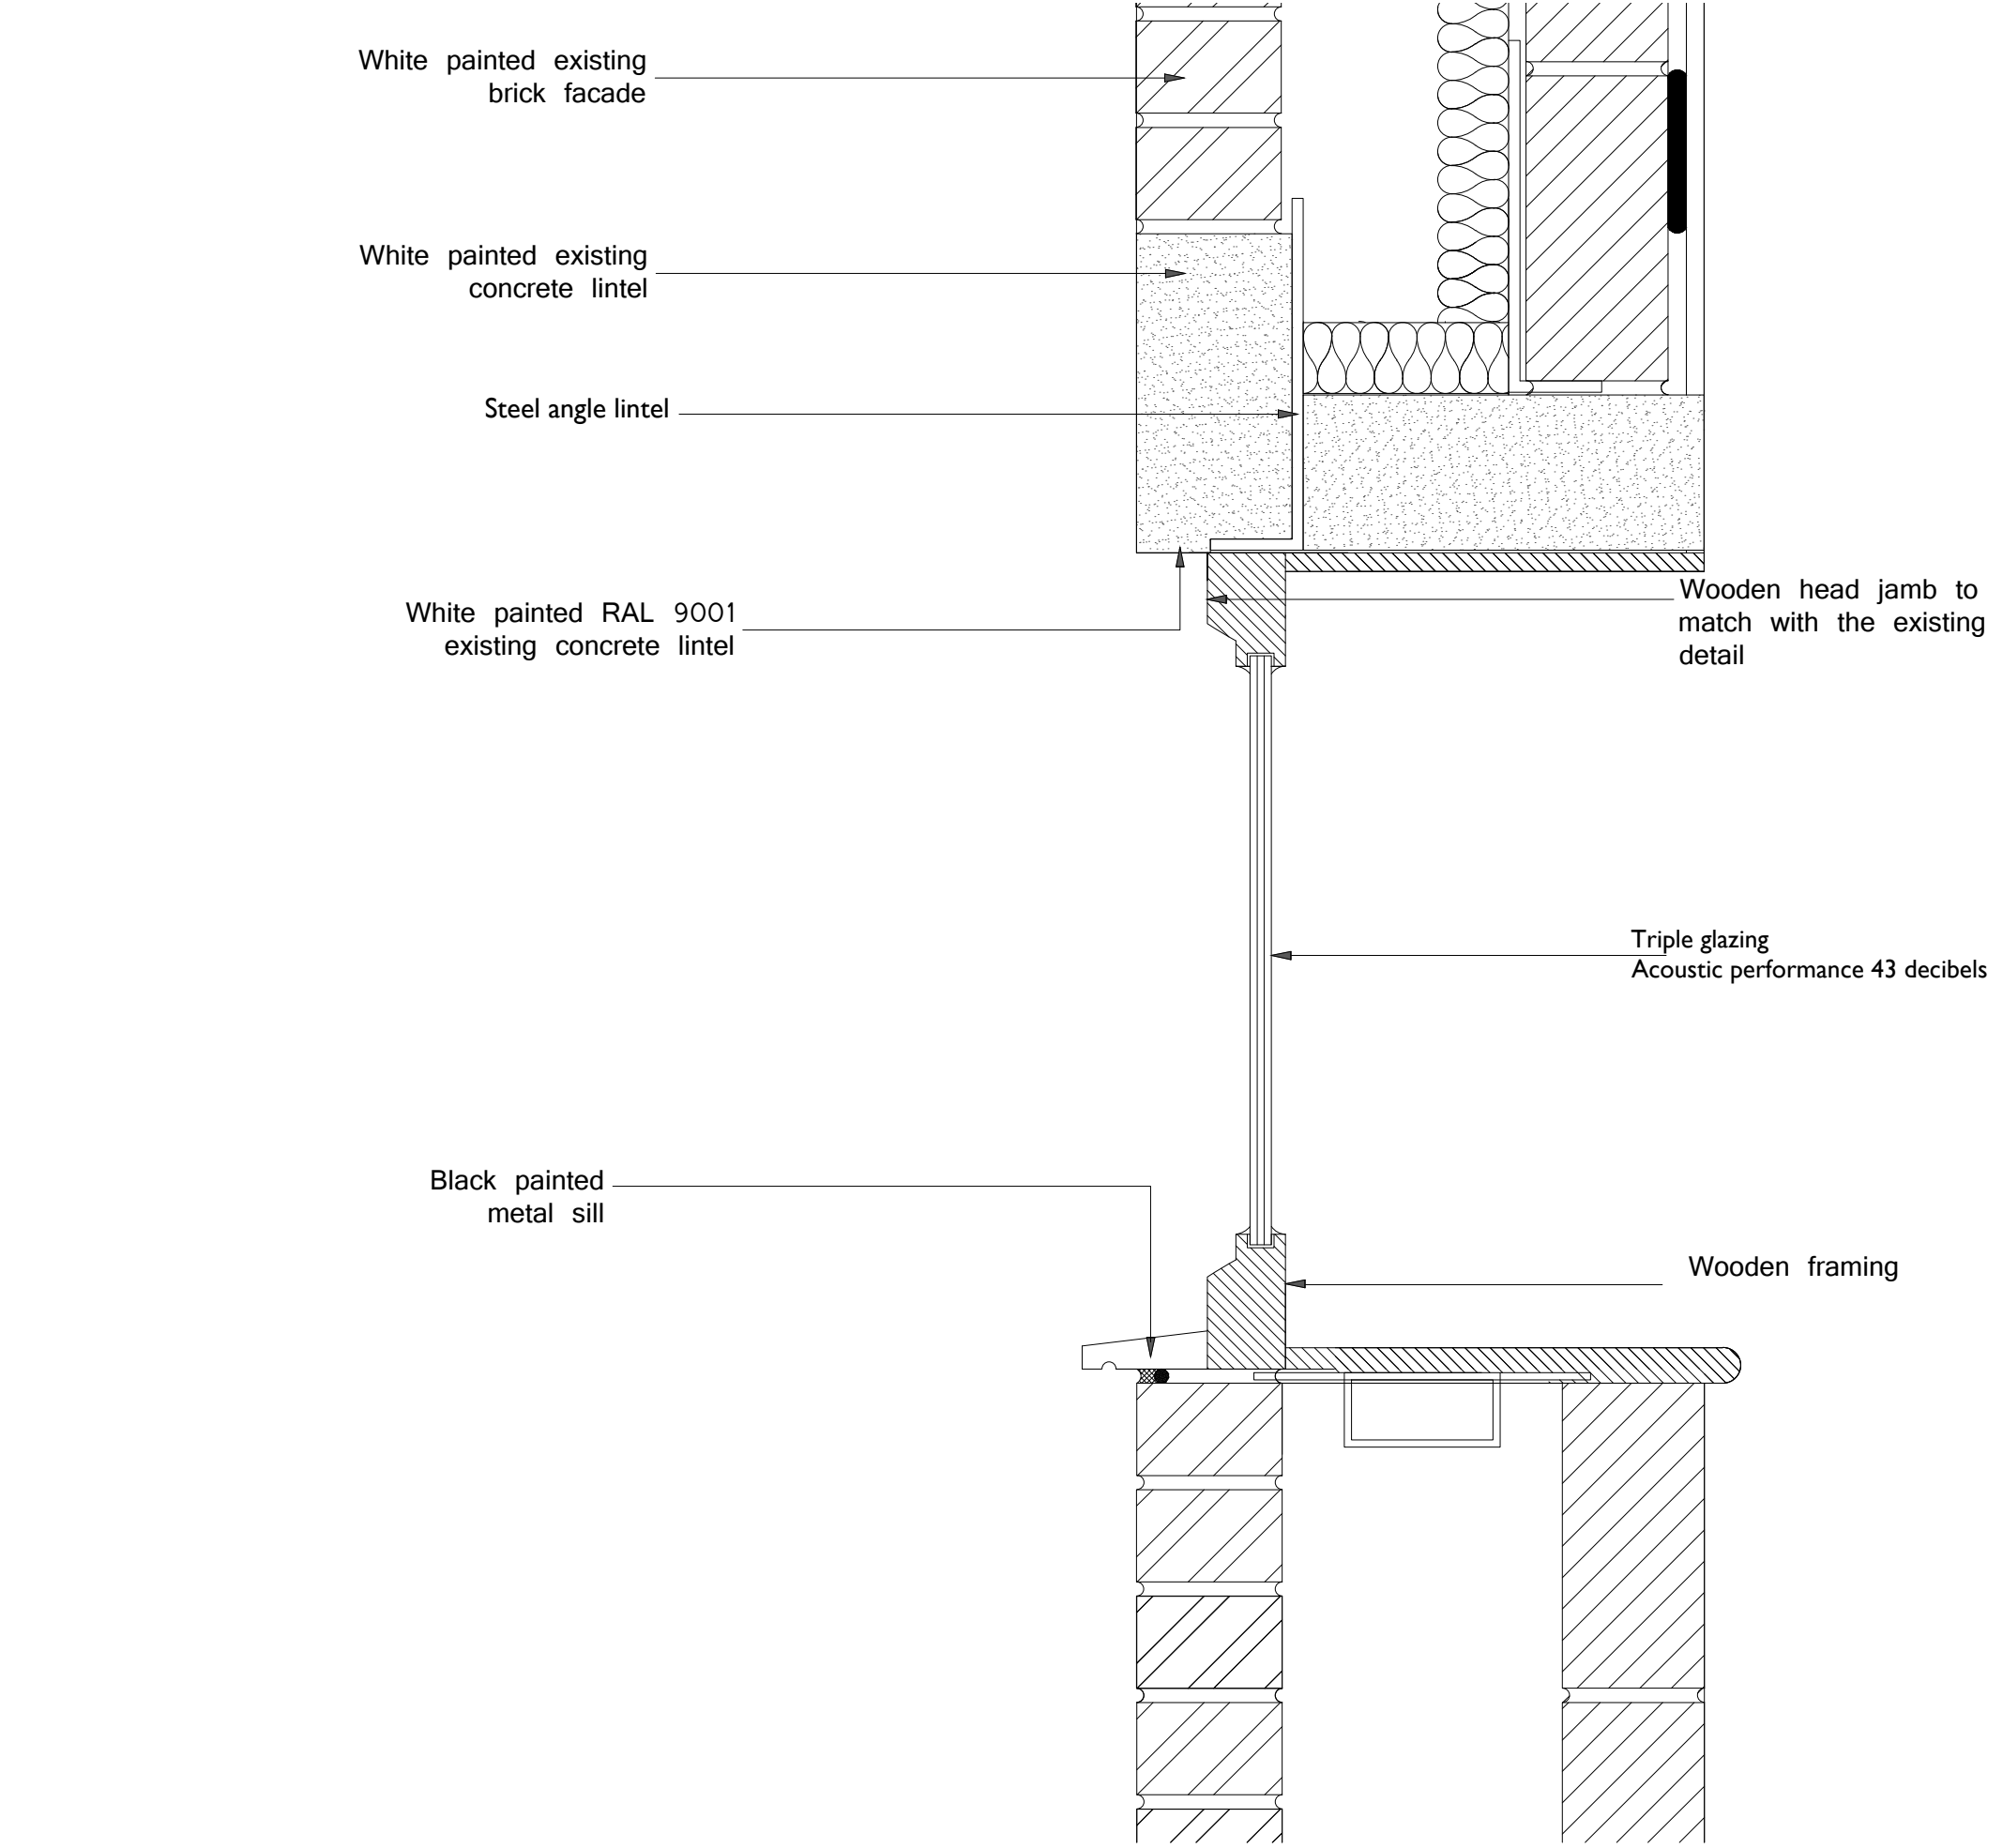 White painted existing
brick facade
White painted existing
concrete lintel
Steel angle lintel
White painted RAL 9001
existing concrete lintel
Wooden head jamb to
match with the existing
detail
Triple glazing
Acoustic performance 43 decibels
Black painted
metal sill
Wooden framing